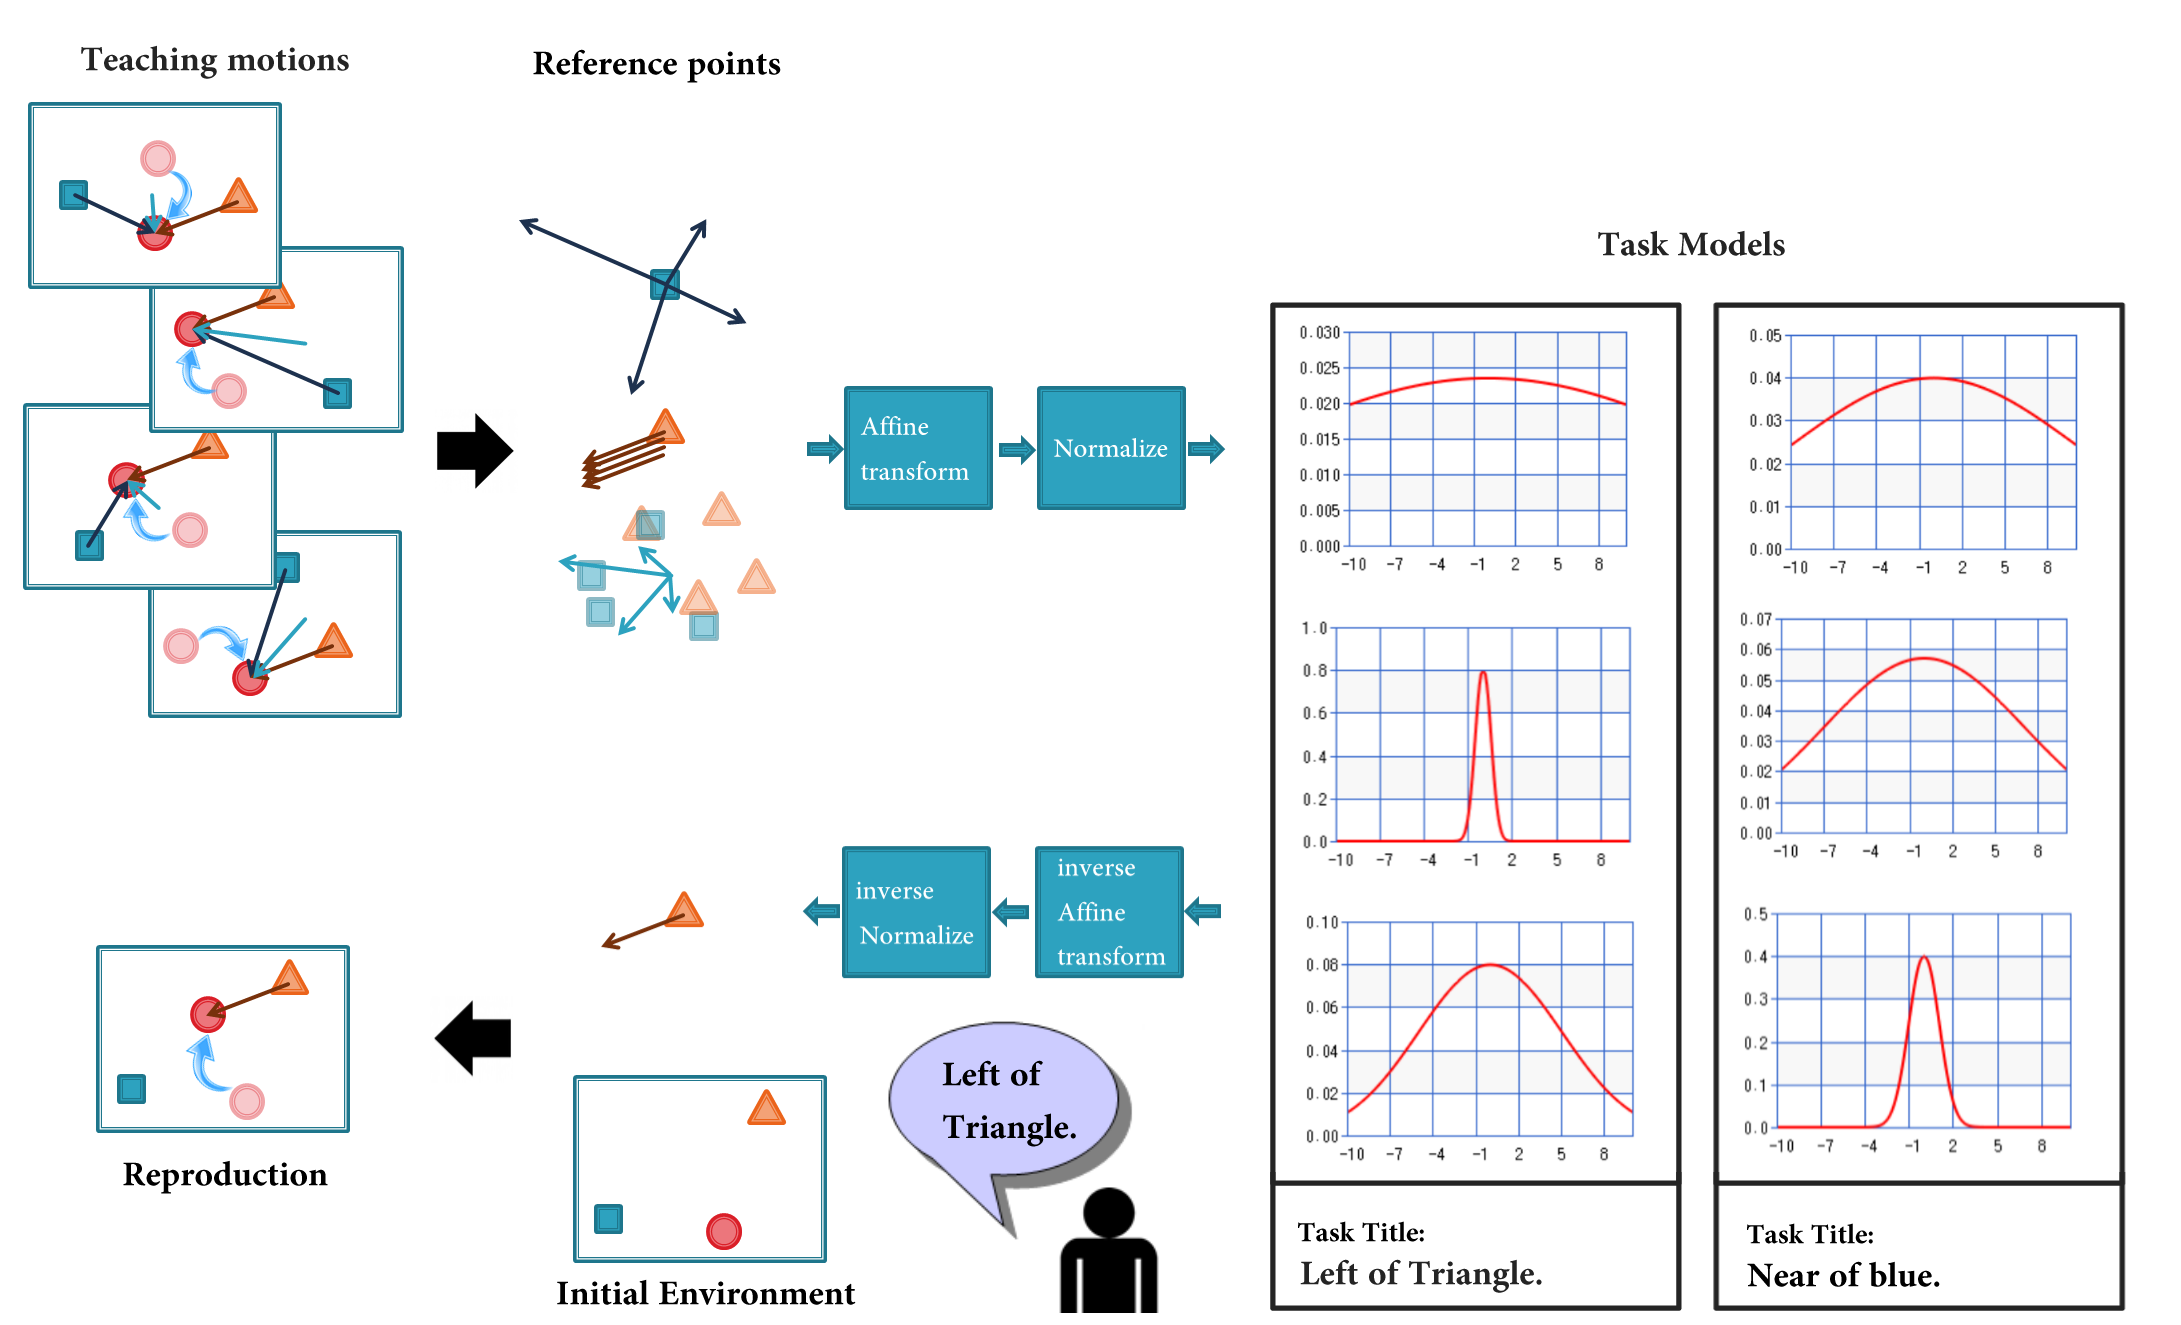 Teaching motions
Reference points
Affine
transform
Normalize
Task Models
0.030
0.025
0.020
0.015
0.010
0.005
0.000
-10 -7 -4 -1 2 5 8
1.0
0.8
0.6
0.4
0.2
0.0
-10 -7 -4 -1 2 5 8
0.10
0.08
0.06
0.04
0.02
0.00
-10 -7 -4 -1 2 5 8
Task Title:
Left of Triangle.
0.05
0.04
0.03
0.02
0.01
0.00
-10 -7 -4 -1 2 5 8
0.07
0.06
0.05
0.04
0.03
0.02
0.01
0.00
-10 -7 -4 -1 2 5 8
0.5
0.4
0.3
0.2
0.1
0.0
-10 -7 -4 -1 2 5 8
Task Title:
Near of blue.
inverse
Affine
transform
inverse
Normalize
Left of
Triangle.
Initial Environment
Reproduction